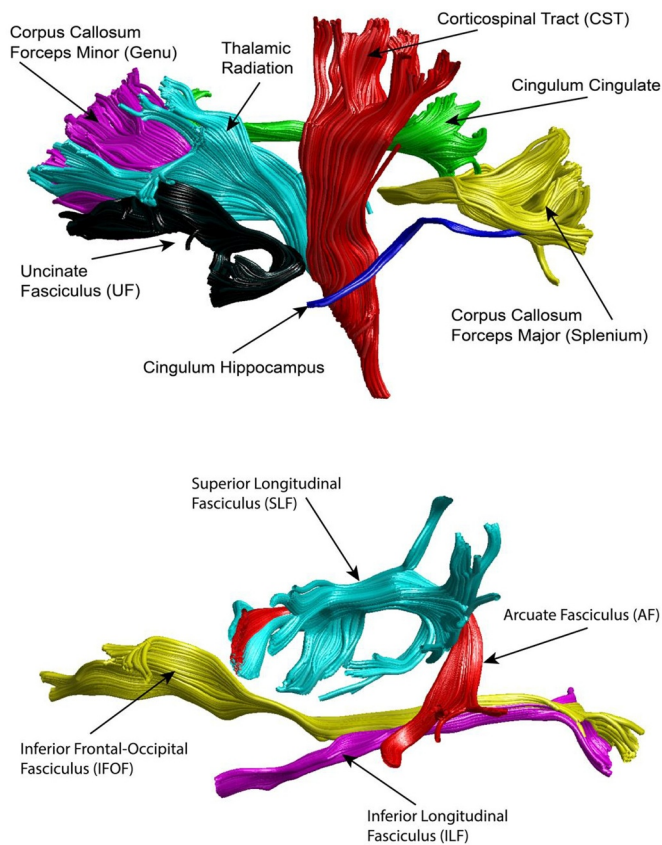 Corpus Callosum
Forceps Minor (Genu)
Thalamic
Radiation
Corticospinal Tract (CST)
Cingulum Cingulate
Uncinate
Fasciculus (UF)
Corpus Callosum
Forceps Major (Splenium)
Cingulum Hippocampus
Superior Longitudinal
Fasciculus (SLF)
Arcuate Fasciculus (AF)
Inferior Frontal-Occipital
Fasciculus (IFOF)
Inferior Longitudinal
Fasciculus (ILF)